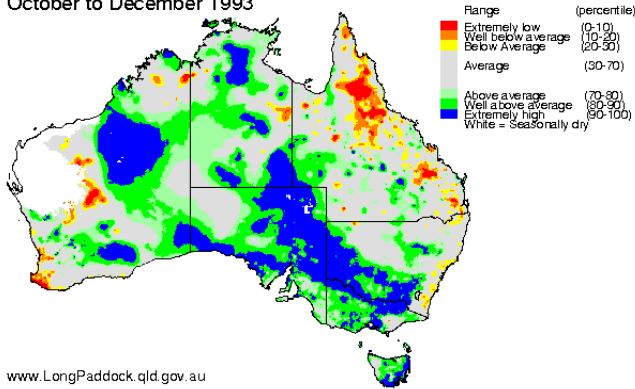 October to December 1993
Range (percentile)
Extremely low (0-10)
Well below average (10-20)
Below Average (20-30)
Average (30-70)
Above average (70-80)
Well above average (80-90)
Extremely high (90-100)
White = Seasonally dry
www.LongPaddock.qld.gov.au